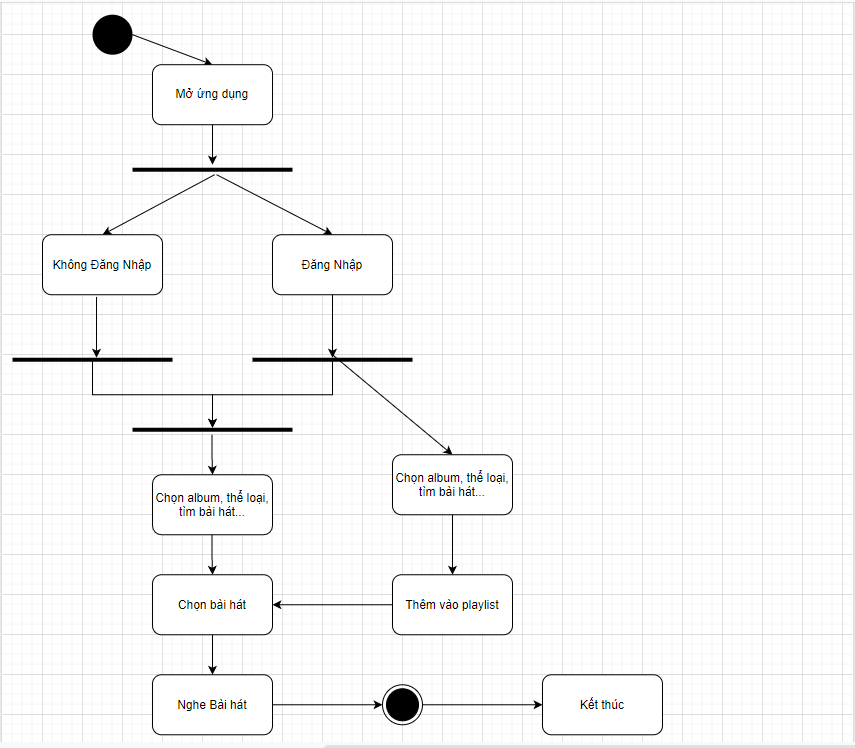 Mở ứng dụng
Không Đăng Nhập
Đăng Nhập
Chọn album, thể loại,
tìm bài hát...
Chọn album, thể loại,
tìm bài hát...
Chọn bài hát
Thêm vào playlist
Nghe Bài hát
Kết thúc